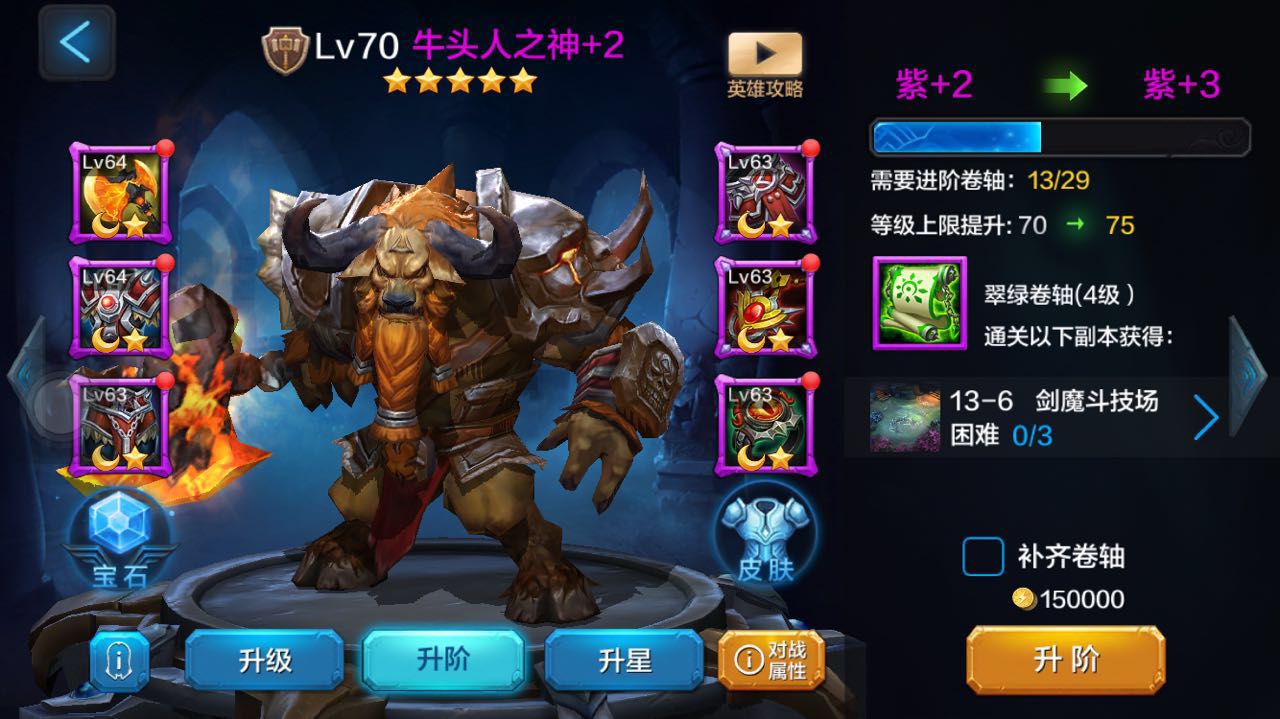 Lv70 牛头人之神+2
英雄攻略
紫+2
紫+3
需要进阶卷轴：13/29
等级上限提升: 70 → 75
翠绿卷轴(4级 )
通关以下副本获得：
13-6 剑魔斗技场
困难 0/3
补齐卷轴
150000
升 阶
Lv64
Lv64
Lv63
Lv63
Lv63
Lv63
宝石
皮肤
升级
升阶
升星
对战
属性